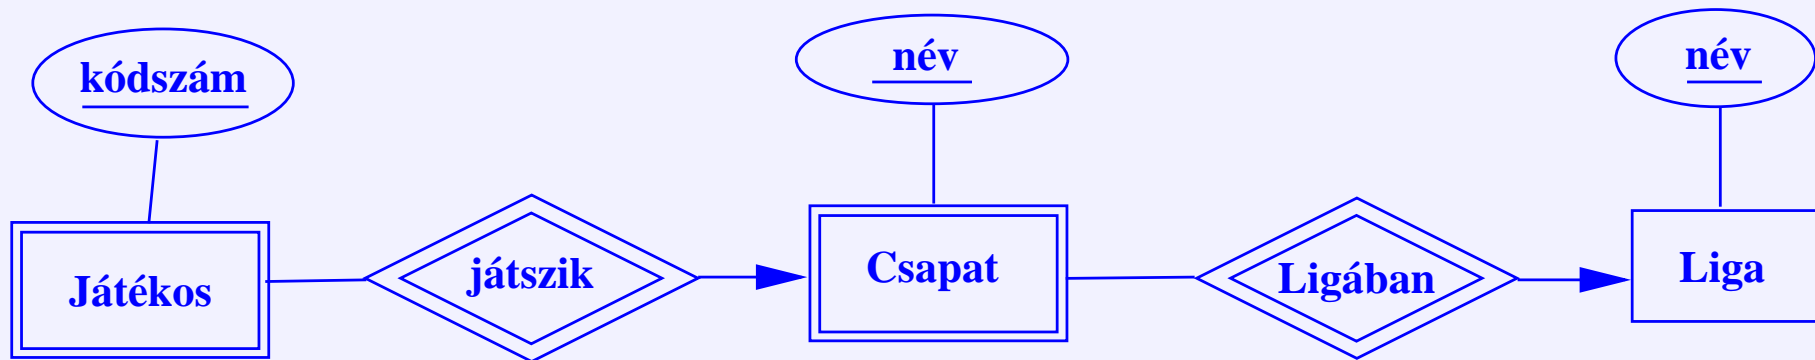 kódszám
név
név
Játékos
játszik
Csapat
Ligában
Liga